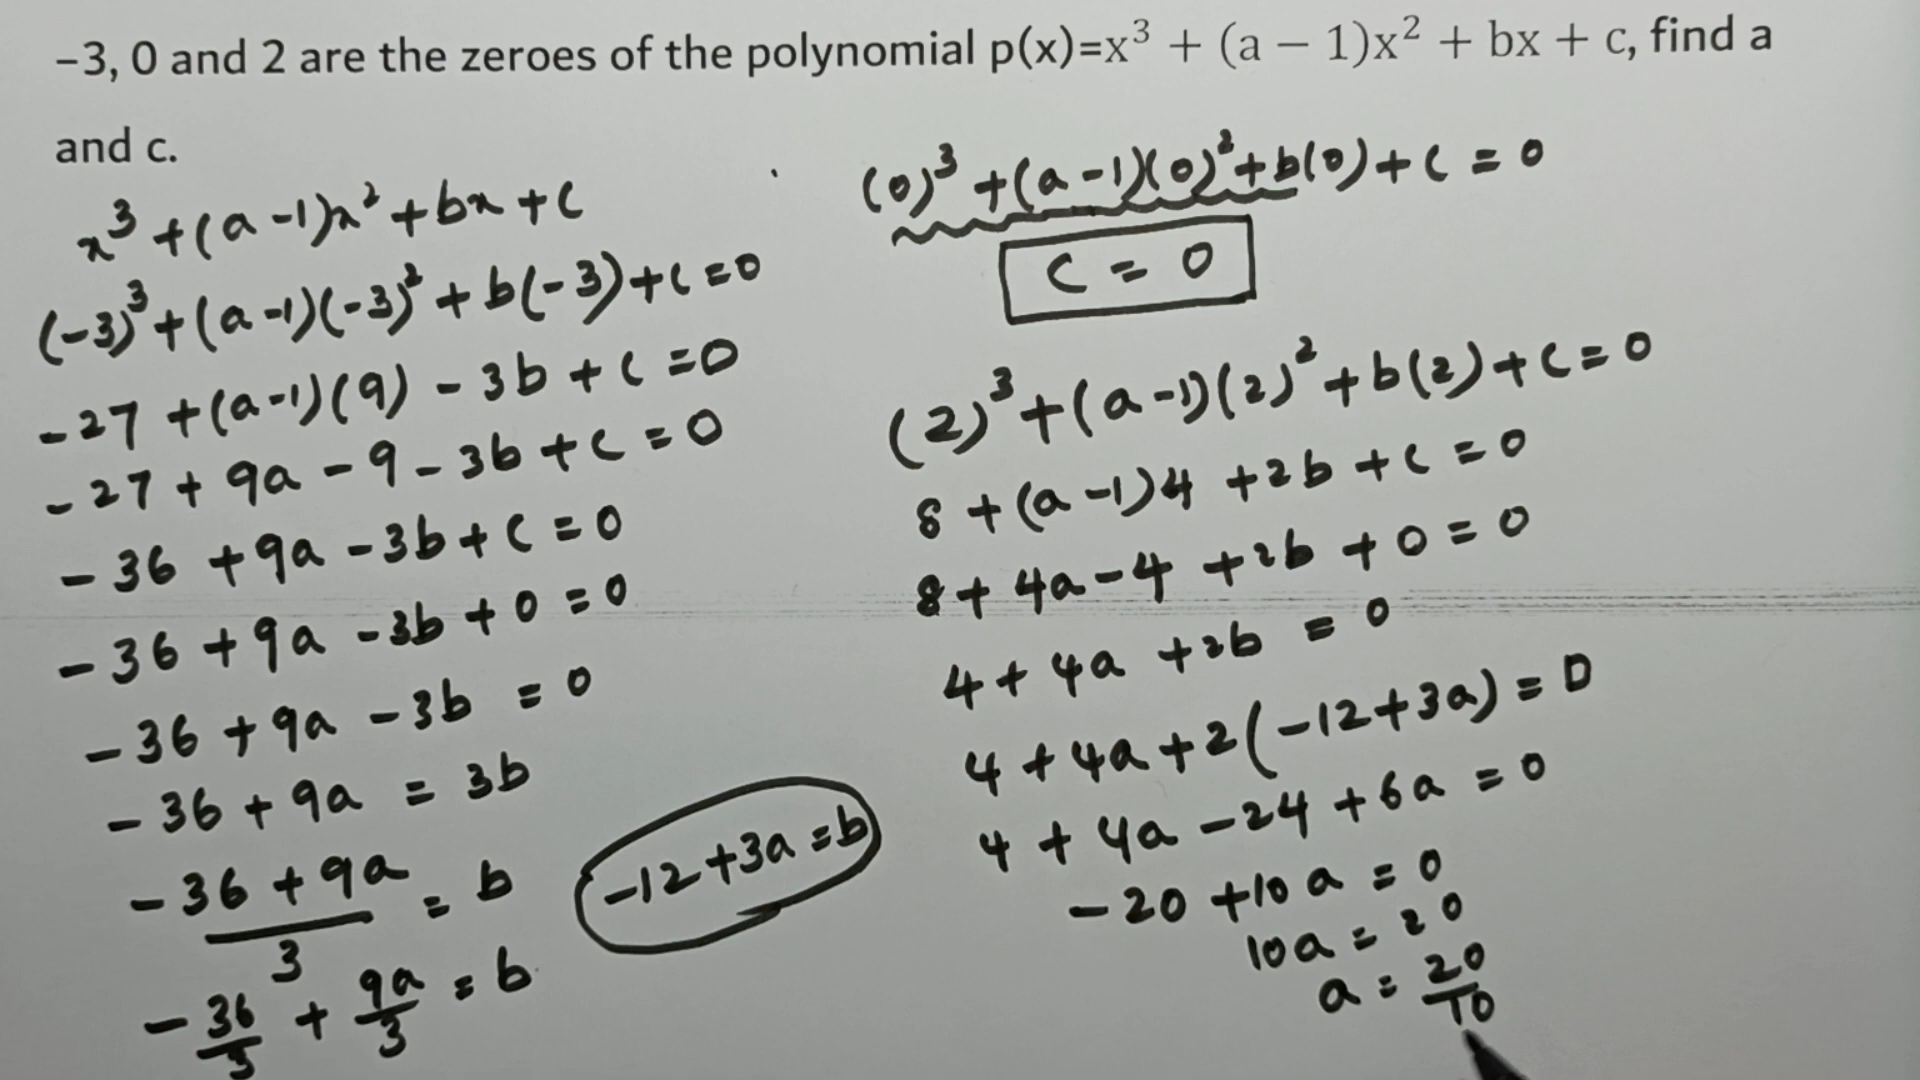 −3, 0 and 2 are the zeroes of the polynomial p(x)=x³ + (a − 1)x² + bx + c, find a
and c.
x³ + (a -1)x² + bx + c
(-3)³ + (a -1)(-3)² + b(-3) + c = 0
-27 + (a-1)(9) - 3b + c = 0
-27 + 9a - 9 - 3b + c = 0
-36 + 9a - 3b + c = 0
-36 + 9a - 3b + 0 = 0
-36 + 9a - 3b = 0
-36 + 9a = 3b
(-36 + 9a)/3 = b
-36/3 + 9a/3 = b
-12 + 3a = b
(0)³ + (a -1)(0)² + b(0) + c = 0
c = 0
(2)³ + (a -1)(2)² + b(2) + c = 0
8 + (a -1)4 + 2b + c = 0
8 + 4a - 4 + 2b + 0 = 0
4 + 4a + 2b = 0
4 + 4a + 2(-12 + 3a) = 0
4 + 4a - 24 + 6a = 0
-20 + 10a = 0
10a = 20
a = 20/10